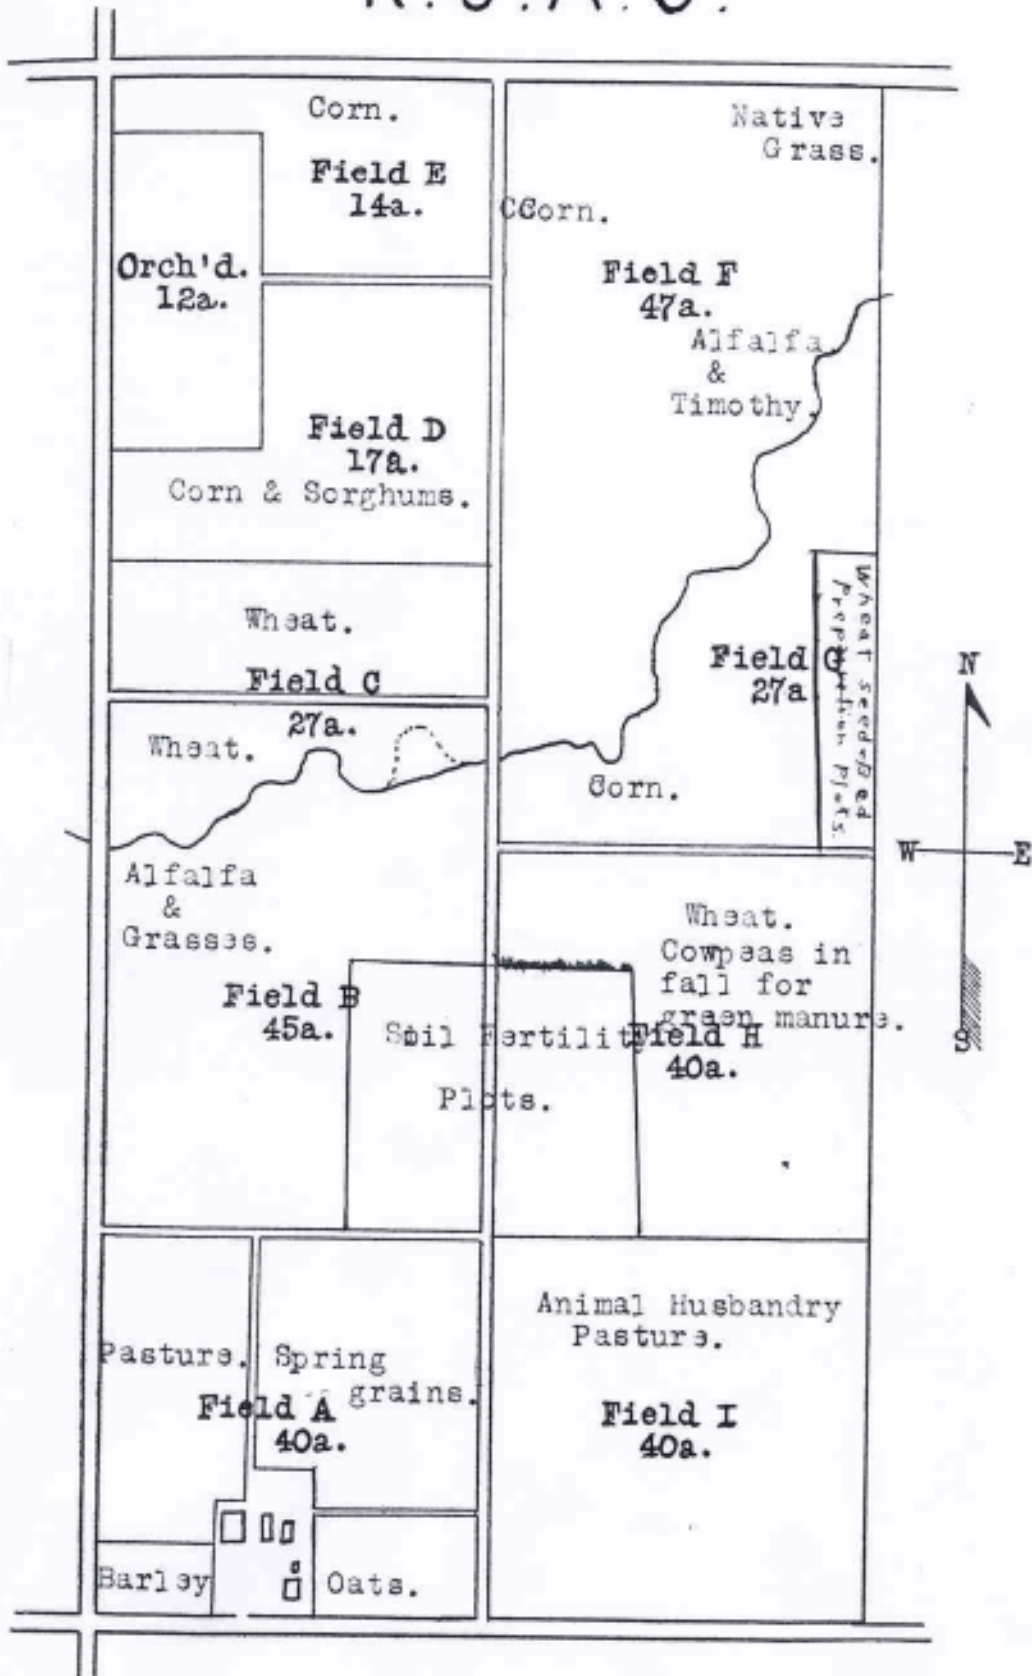 K.S.A.C.
Corn.
Field E
14a.
Orch'd.
12a.
Native
Grass.
CCorn.
Field F
47a.
Alfalfa
&
Timothy.
Field D
17a.
Corn & Sorghums.
Wheat.
Field C
27a.
Wheat.
Wheat Seed-Bed
Preparation Plots.
Field G
27a
Corn.
N
W
E
S
Alfalfa
&
Grasses.
Field B
45a.
Soil Fertility
Plots.
Wheat.
Cowpeas in
fall for
green manure.
Field H
40a.
Pasture.
Spring
grains.
Field A
40a.
Animal Husbandry
Pasture.
Field I
40a.
Barley
Oats.